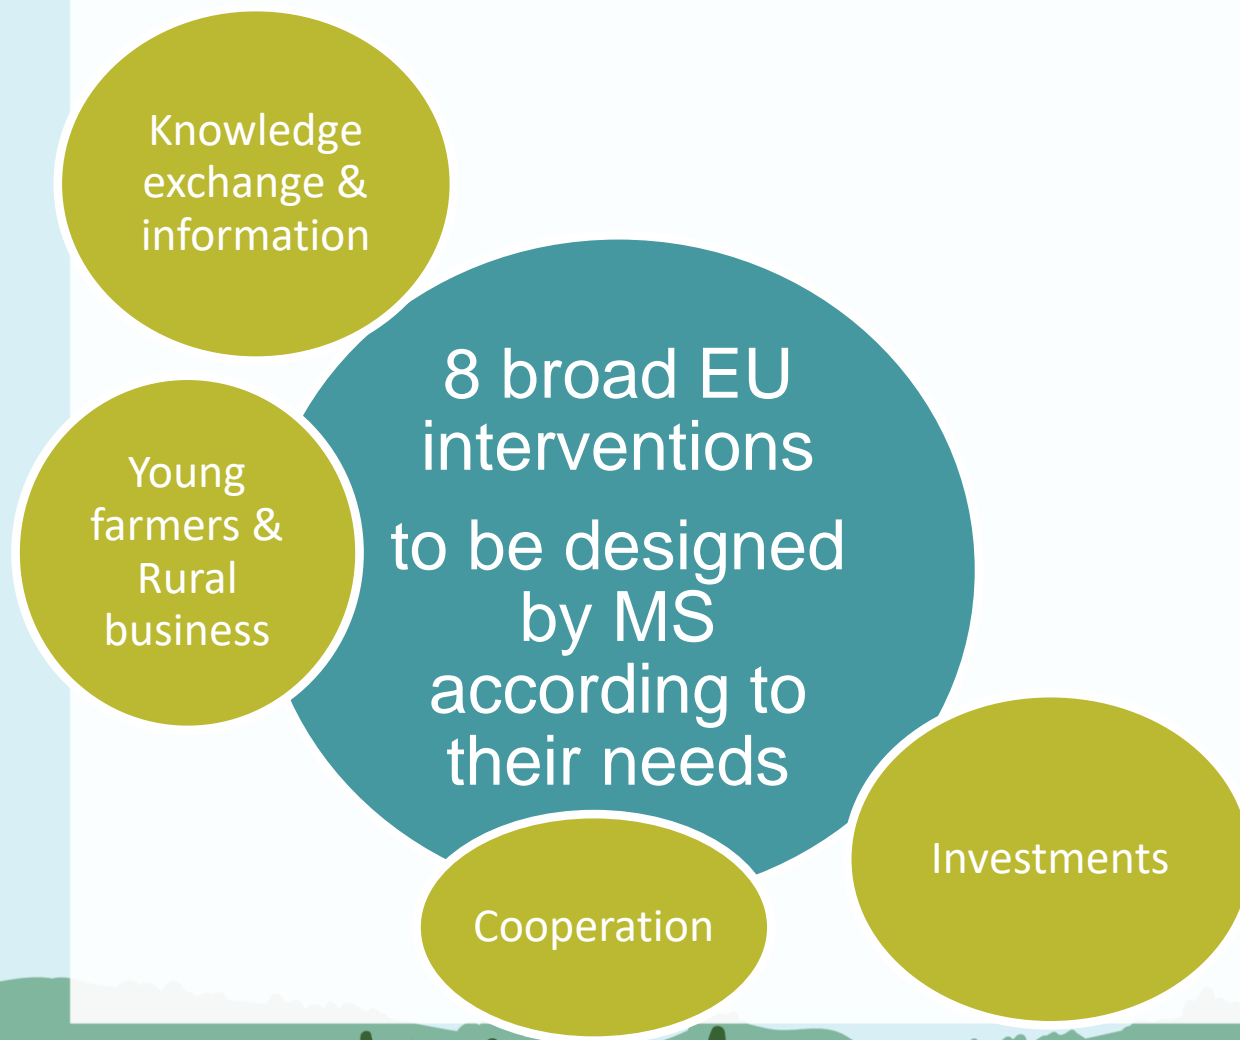 Knowledge
exchange &
information
8 broad EU
interventions
to be designed
by MS
according to
their needs
Young
farmers &
Rural
business
Investments
Cooperation